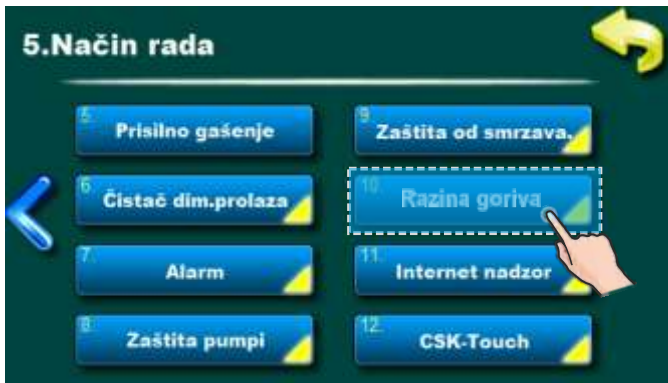 5.Način rada
5.
Prisilno gašenje
9.
Zaštita od smrzava.
6.
Čistač dim.prolaza
10.
Razina goriva
7.
Alarm
11.
Internet nadzor
8.
Zaštita pumpi
12.
CSK-Touch